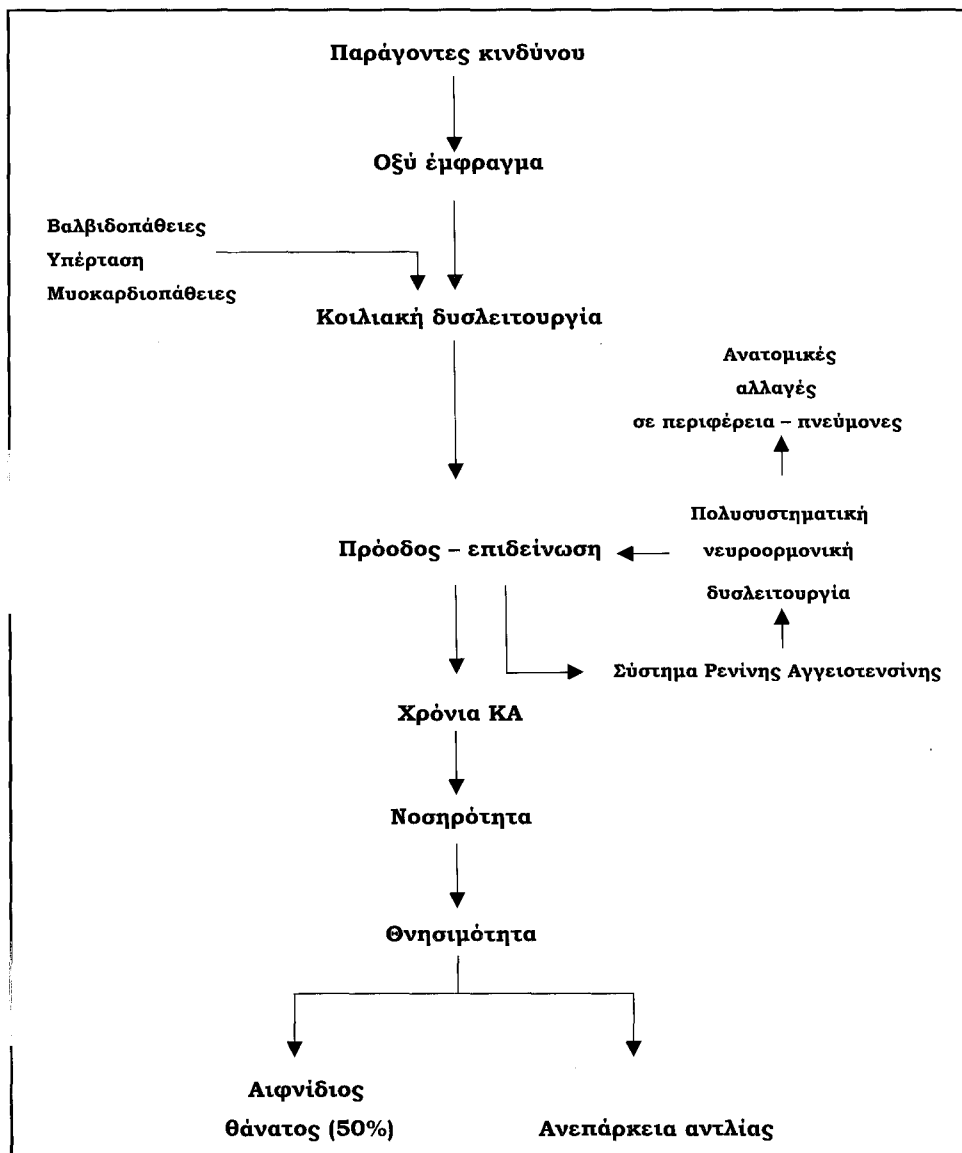 Παράγοντες κινδύνου
Οξύ έμφραγμα
Βαλβιδοπάθειες
Υπέρταση
Μυοκαρδιοπάθειες
Κοιλιακή δυσλειτουργία
Ανατομικές
αλλαγές
σε περιφέρεια – πνεύμονες
Πολυσυστηματική
Πρόοδος – επιδείνωση
νευροορμονική
δυσλειτουργία
Σύστημα Ρενίνης Αγγειοτενσίνης
Χρόνια ΚΑ
Νοσηρότητα
Θνησιμότητα
Αιφνίδιος
θάνατος (50%)
Ανεπάρκεια αντλίας